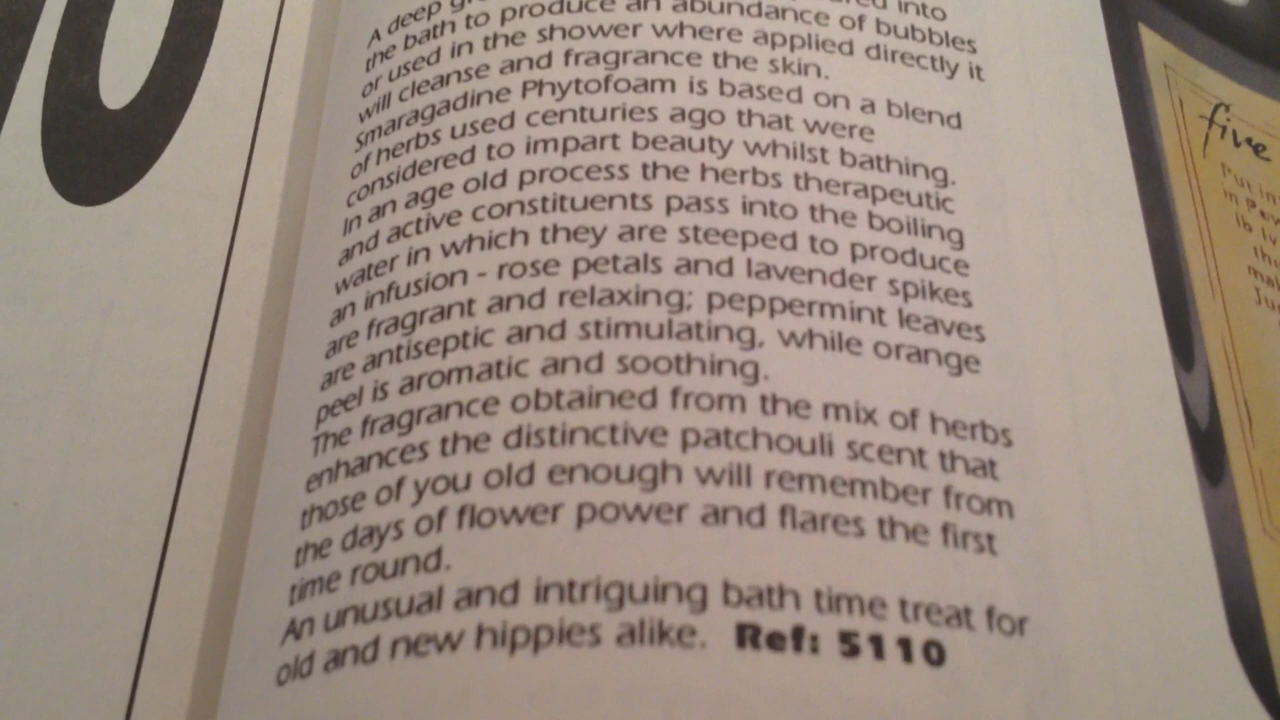 A deep into
the bath to produce an abundance of bubbles
or used in the shower where applied directly it
will cleanse and fragrance the skin.
Smaragadine Phytofoam is based on a blend
of herbs used centuries ago that were
considered to impart beauty whilst bathing.
In an age old process the herbs therapeutic
and active constituents pass into the boiling
water in which they are steeped to produce
an infusion - rose petals and lavender spikes
are fragrant and relaxing; peppermint leaves
are antiseptic and stimulating, while orange
peel is aromatic and soothing.
The fragrance obtained from the mix of herbs
enhances the distinctive patchouli scent that
those of you old enough will remember from
the days of flower power and flares the first
time round.
An unusual and intriguing bath time treat for
old and new hippies alike. Ref: 5110
five